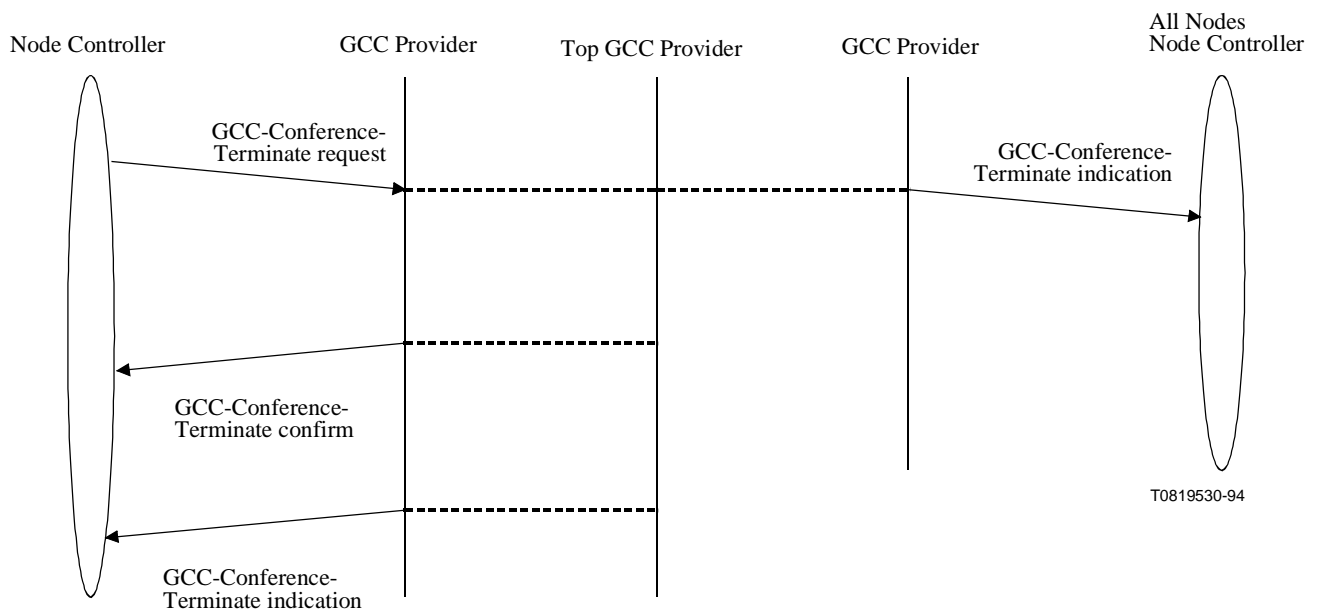 All Nodes
Node Controller
GCC Provider
Top GCC Provider
GCC Provider
Node Controller
GCC-Conference-
Terminate request
GCC-Conference-
Terminate indication
GCC-Conference-
Terminate confirm
T0819530-94
GCC-Conference-
Terminate indication